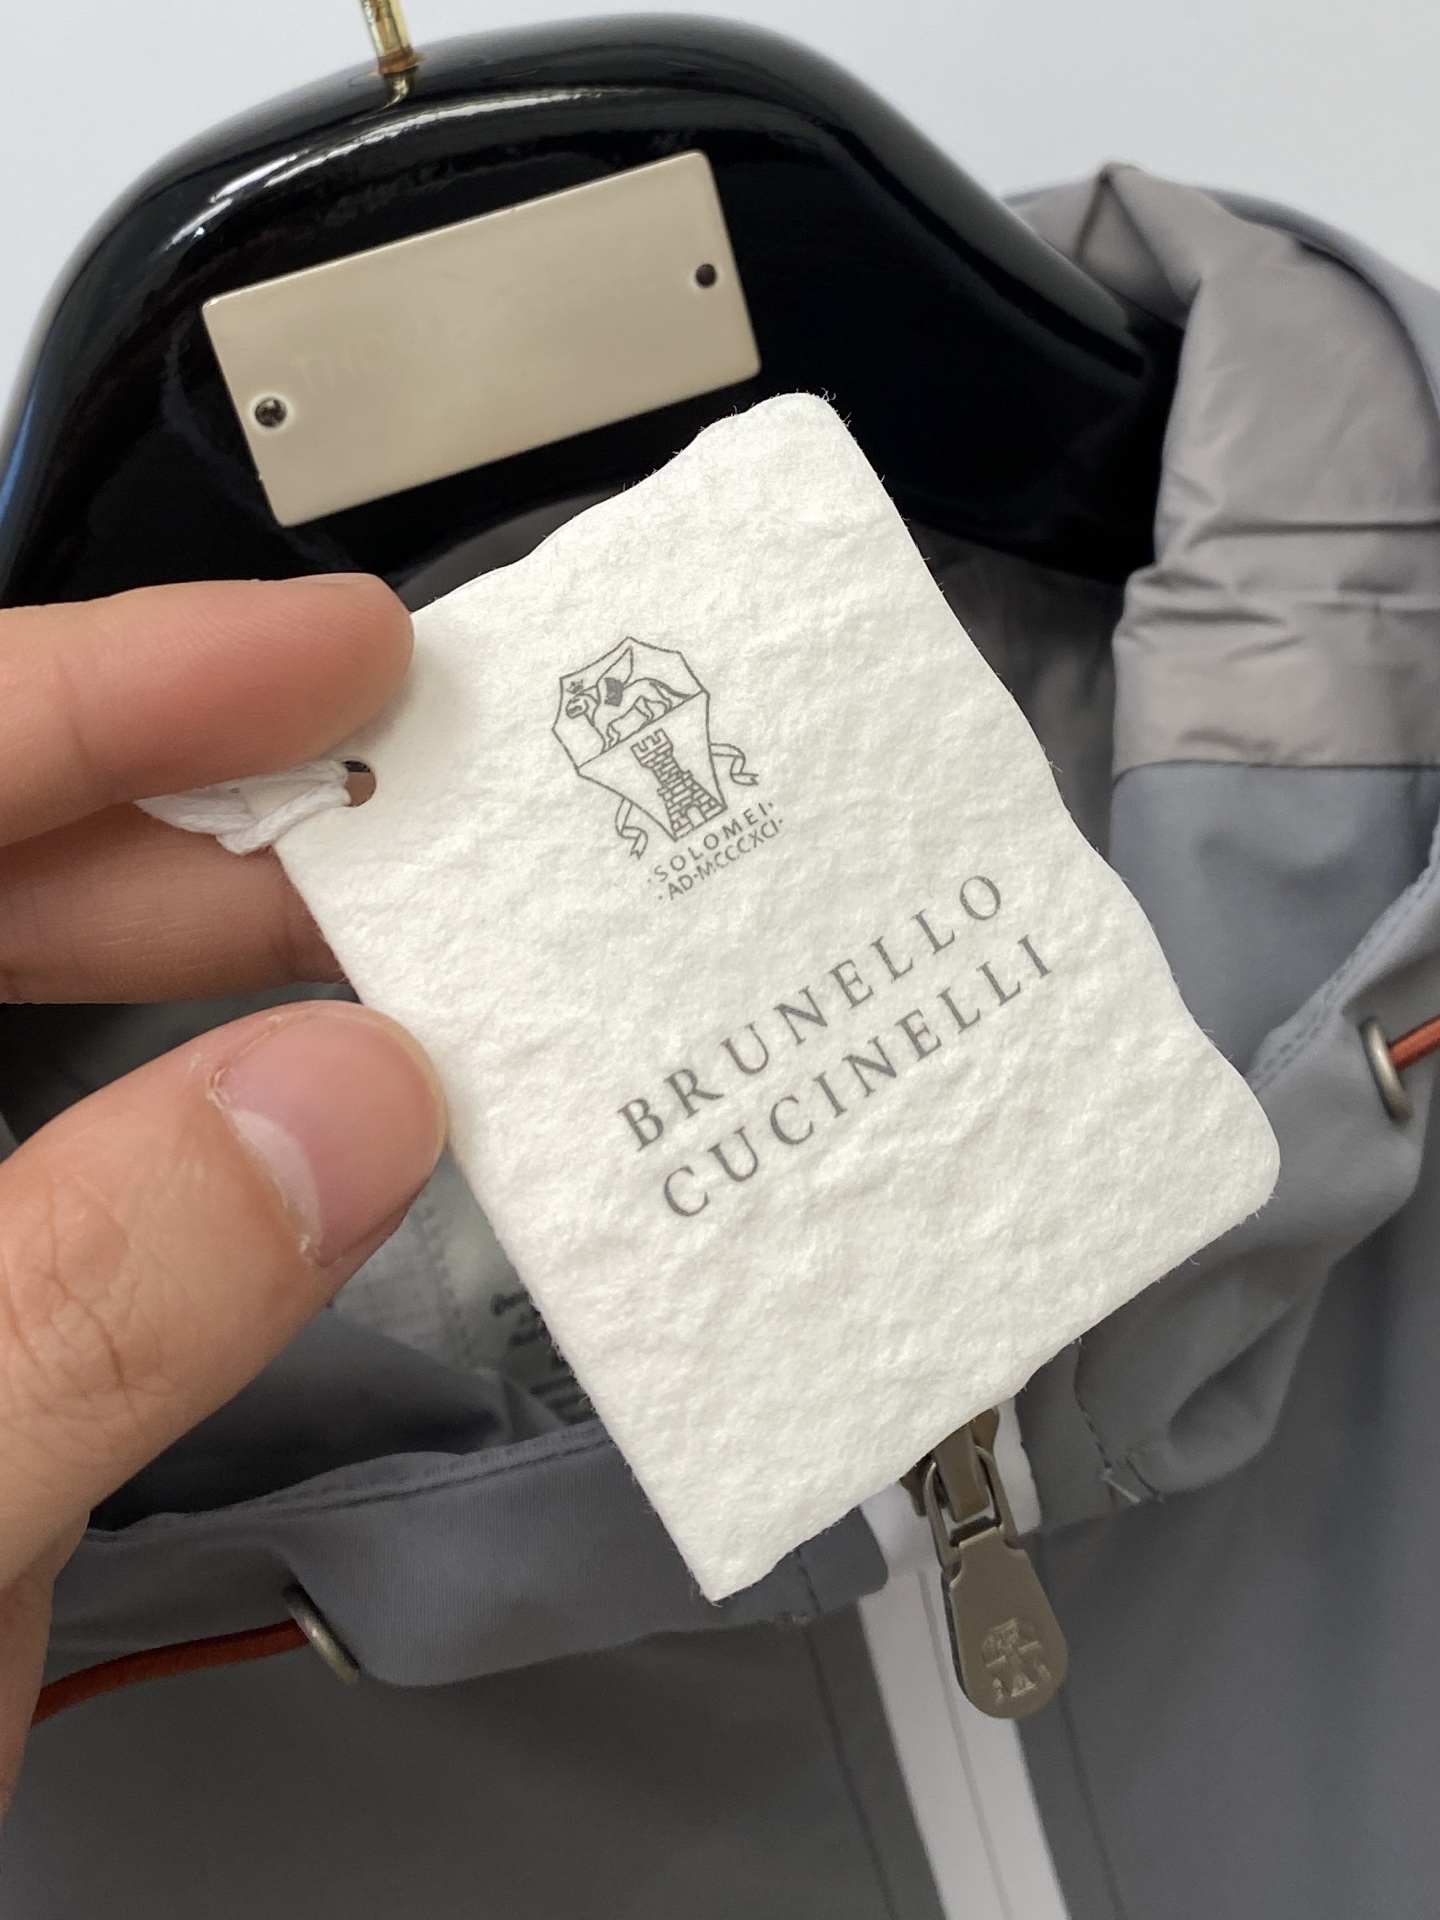 ·SOLOMEI·
·AD·MCCCXCI·
BRUNELLO
CUCINELLI